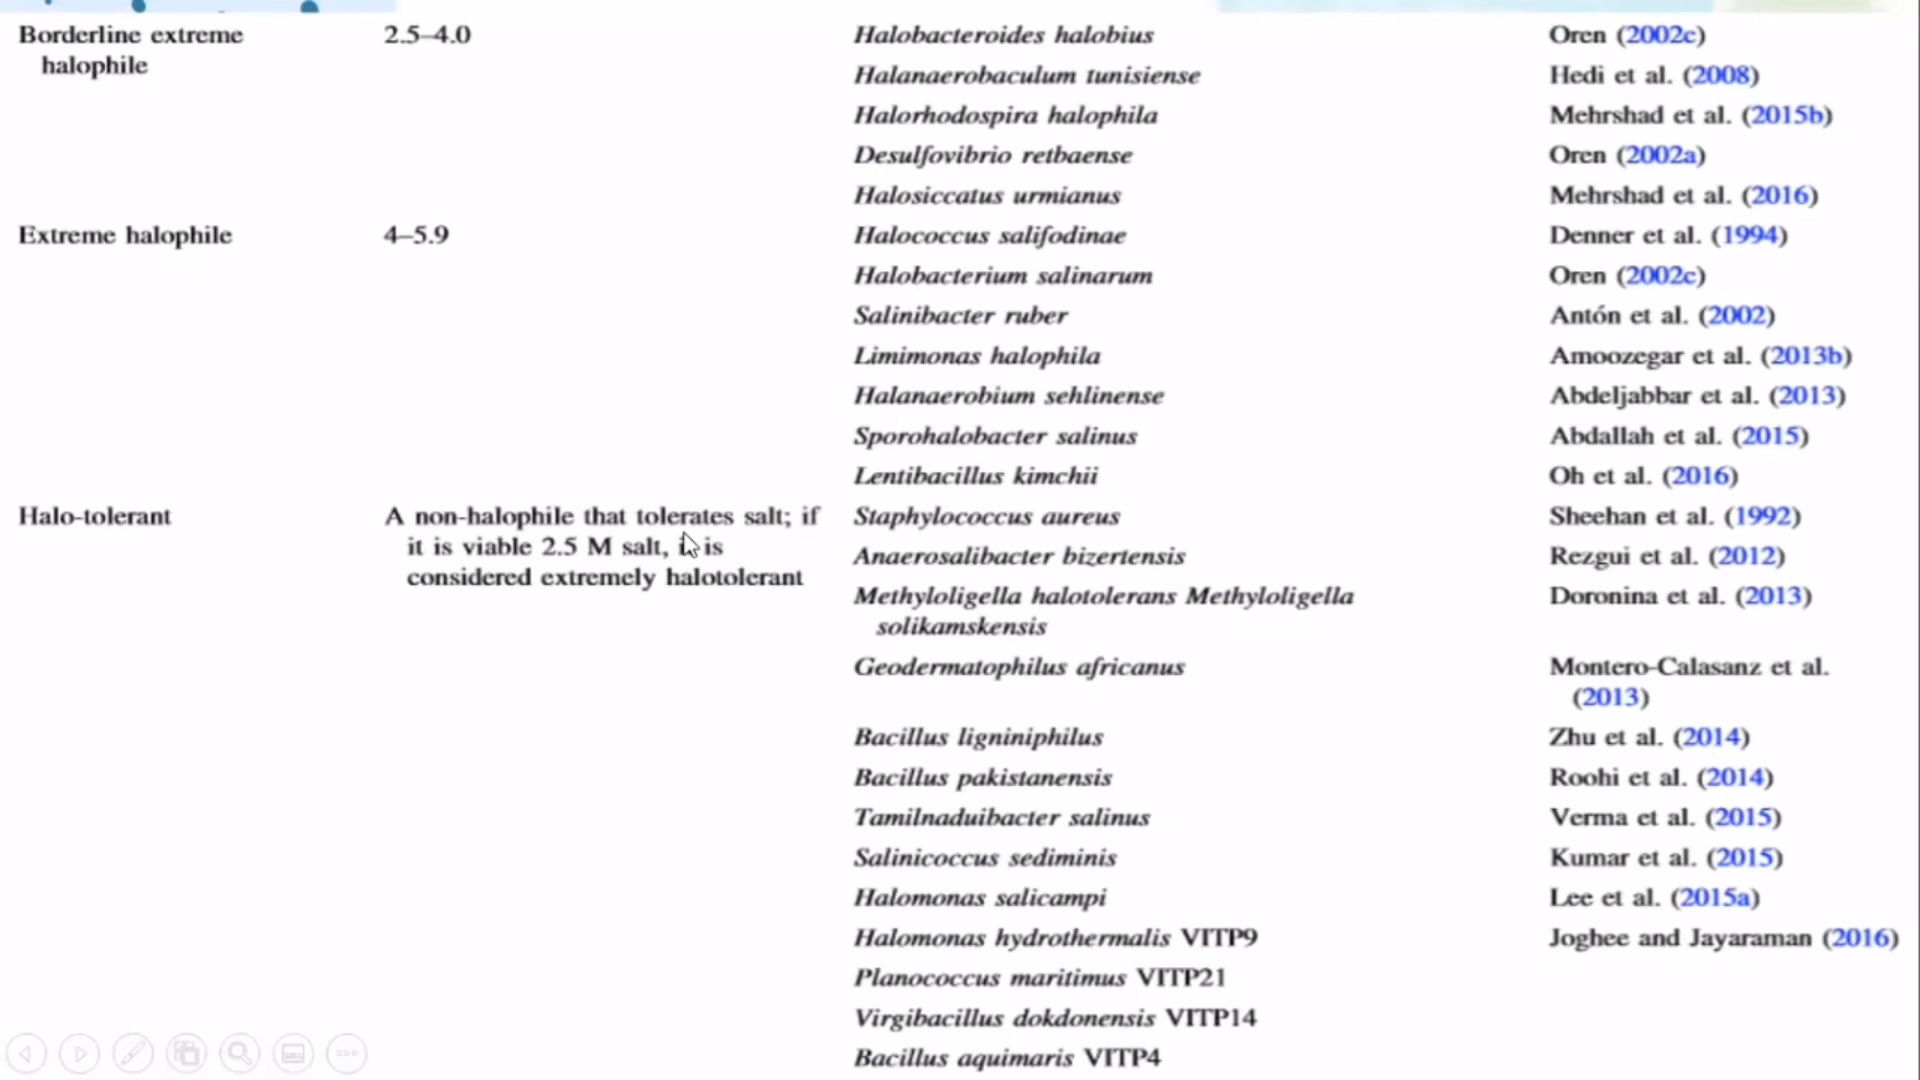 Borderline extreme 2.5–4.0 Halobacteroides halobius Oren (2002c)
halophile
Halanaerobaculum tunisiense Hedi et al. (2008)
Halorhodospira halophila Mehrshad et al. (2015b)
Desulfovibrio retbaense Oren (2002a)
Halosiccatus urmianus Mehrshad et al. (2016)
Extreme halophile 4–5.9 Halococcus salifodinae Denner et al. (1994)
Halobacterium salinarum Oren (2002c)
Salinibacter ruber Antón et al. (2002)
Limimonas halophila Amoozegar et al. (2013b)
Halanaerobium sehlinense Abdeljabbar et al. (2013)
Sporohalobacter salinus Abdallah et al. (2015)
Lentibacillus kimchii Oh et al. (2016)
Halo-tolerant A non-halophile that tolerates salt; if Staphylococcus aureus Sheehan et al. (1992)
it is viable 2.5 M salt, it is
considered extremely halotolerant
Anaerosalibacter bizertensis Rezgui et al. (2012)
Methyloligella halotolerans Methyloligella Doronina et al. (2013)
solikamskensis
Geodermatophilus africanus Montero-Calasanz et al.
(2013)
Bacillus ligniniphilus Zhu et al. (2014)
Bacillus pakistanensis Roohi et al. (2014)
Tamilnaduibacter salinus Verma et al. (2015)
Salinicoccus sediminis Kumar et al. (2015)
Halomonas salicampi Lee et al. (2015a)
Halomonas hydrothermalis VITP9 Joghee and Jayaraman (2016)
Planococcus maritimus VITP21
Virgibacillus dokdonensis VITP14
Bacillus aquimaris VITP4